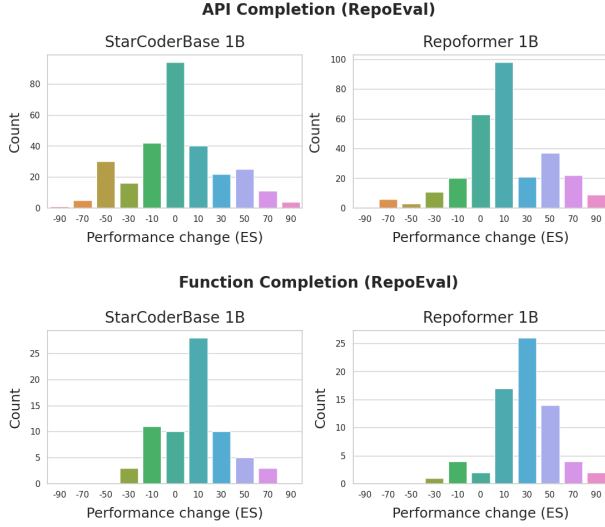 API Completion (RepoEval)
StarCoderBase 1B
Repoformer 1B
Count
80
60
40
20
0
-90 -70 -50 -30 -10 0 10 30 50 70 90
Performance change (ES)
Count
100
80
60
40
20
0
-90 -70 -50 -30 -10 0 10 30 50 70 90
Performance change (ES)
Function Completion (RepoEval)
StarCoderBase 1B
Repoformer 1B
Count
25
20
15
10
5
0
-90 -70 -50 -30 -10 0 10 30 50 70 90
Performance change (ES)
Count
25
20
15
10
5
0
-90 -70 -50 -30 -10 0 10 30 50 70 90
Performance change (ES)